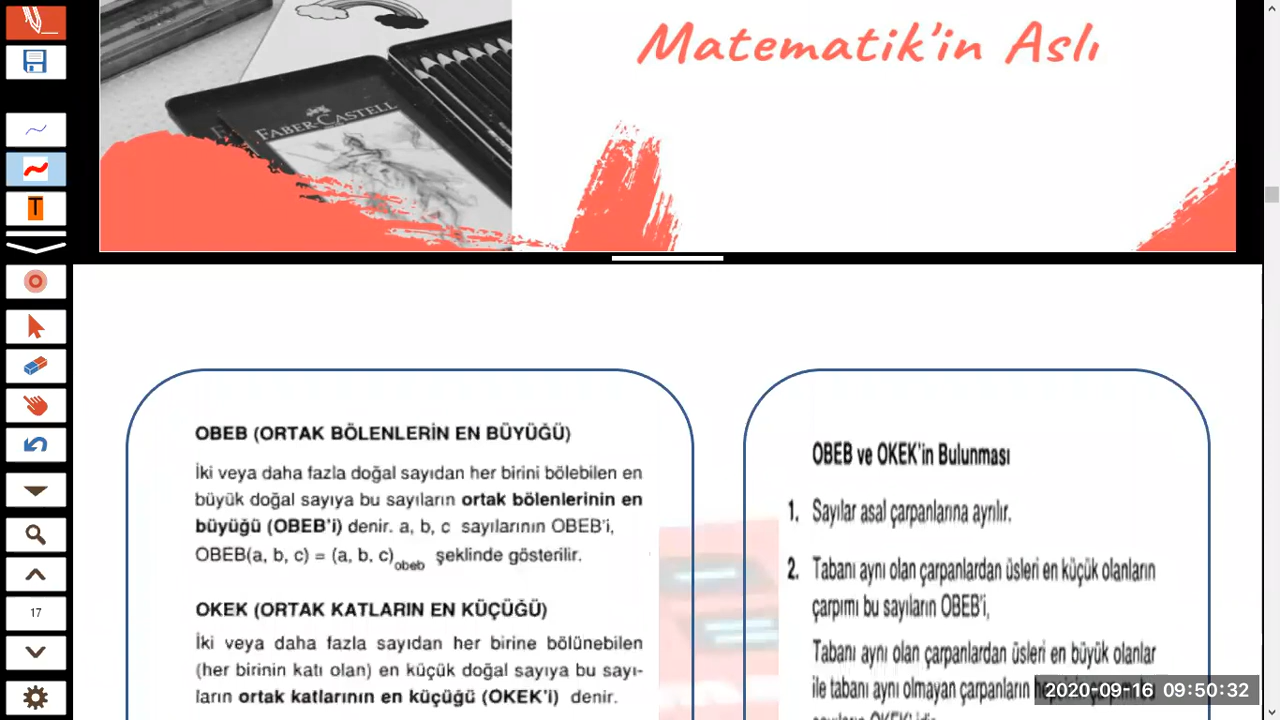 Matematik'in Aslı
FABER-CASTELL
T
OBEB (ORTAK BÖLENLERİN EN BÜYÜĞÜ)
İki veya daha fazla doğal sayıdan her birini bölebilen en
büyük doğal sayıya bu sayıların ortak bölenlerinin en
büyüğü (OBEB'i) denir. a, b, c sayılarının OBEB'i,
OBEB(a, b, c) = (a, b, c)obeb şeklinde gösterilir.
OKEK (ORTAK KATLARIN EN KÜÇÜĞÜ)
İki veya daha fazla sayıdan her birine bölünebilen
(her birinin katı olan) en küçük doğal sayıya bu sayı-
ların ortak katlarının en küçüğü (OKEK'i) denir.
OBEB ve OKEK'in Bulunması
1. Sayılar asal çarpanlarına ayrılır.
2. Tabanı aynı olan çarpanlardan üsleri en küçük olanların
çarpımı bu sayıların OBEB'i,
Tabanı aynı olan çarpanlardan üsleri en büyük olanlar
ile tabanı aynı olmayan çarpanların
17
2020-09-16 09:50:32